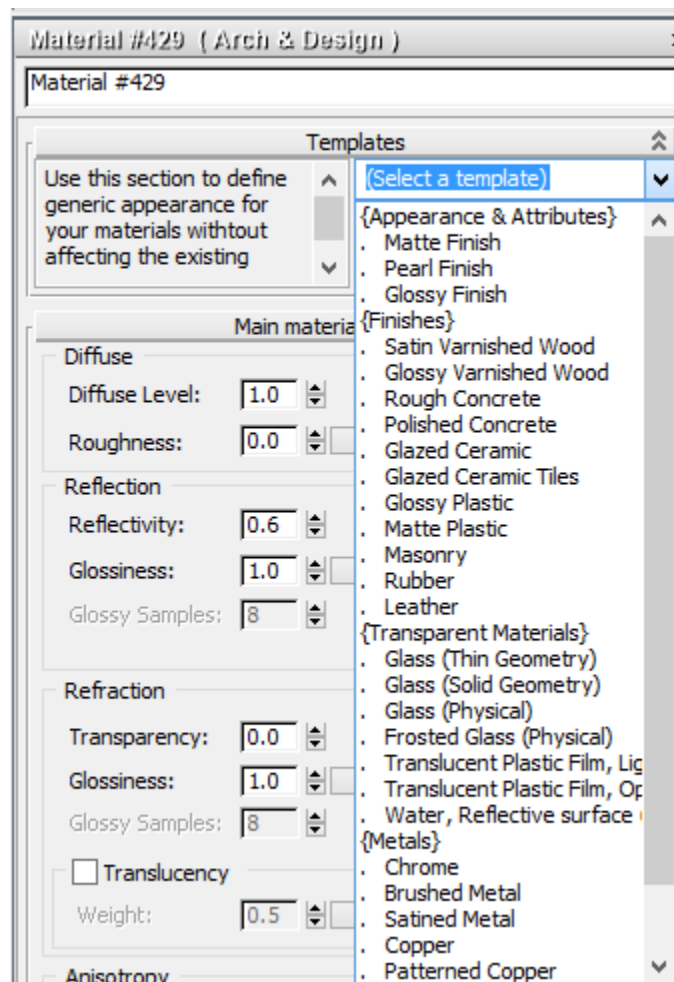 Material #429 ( Arch & Design )
Material #429
Templates
Use this section to define
generic appearance for
your materials withtout
affecting the existing
(Select a template)
{Appearance & Attributes}
. Matte Finish
. Pearl Finish
. Glossy Finish
{Finishes}
. Satin Varnished Wood
. Glossy Varnished Wood
. Rough Concrete
. Polished Concrete
. Glazed Ceramic
. Glazed Ceramic Tiles
. Glossy Plastic
. Matte Plastic
. Masonry
. Rubber
. Leather
{Transparent Materials}
. Glass (Thin Geometry)
. Glass (Solid Geometry)
. Glass (Physical)
. Frosted Glass (Physical)
. Translucent Plastic Film, Lig
. Translucent Plastic Film, Op
. Water, Reflective surface
{Metals}
. Chrome
. Brushed Metal
. Satined Metal
. Copper
. Patterned Copper
Main materia
Diffuse
Diffuse Level: 1.0
Roughness: 0.0
Reflection
Reflectivity: 0.6
Glossiness: 1.0
Glossy Samples: 8
Refraction
Transparency: 0.0
Glossiness: 1.0
Glossy Samples: 8
Translucency
Weight: 0.5
Anisotropy